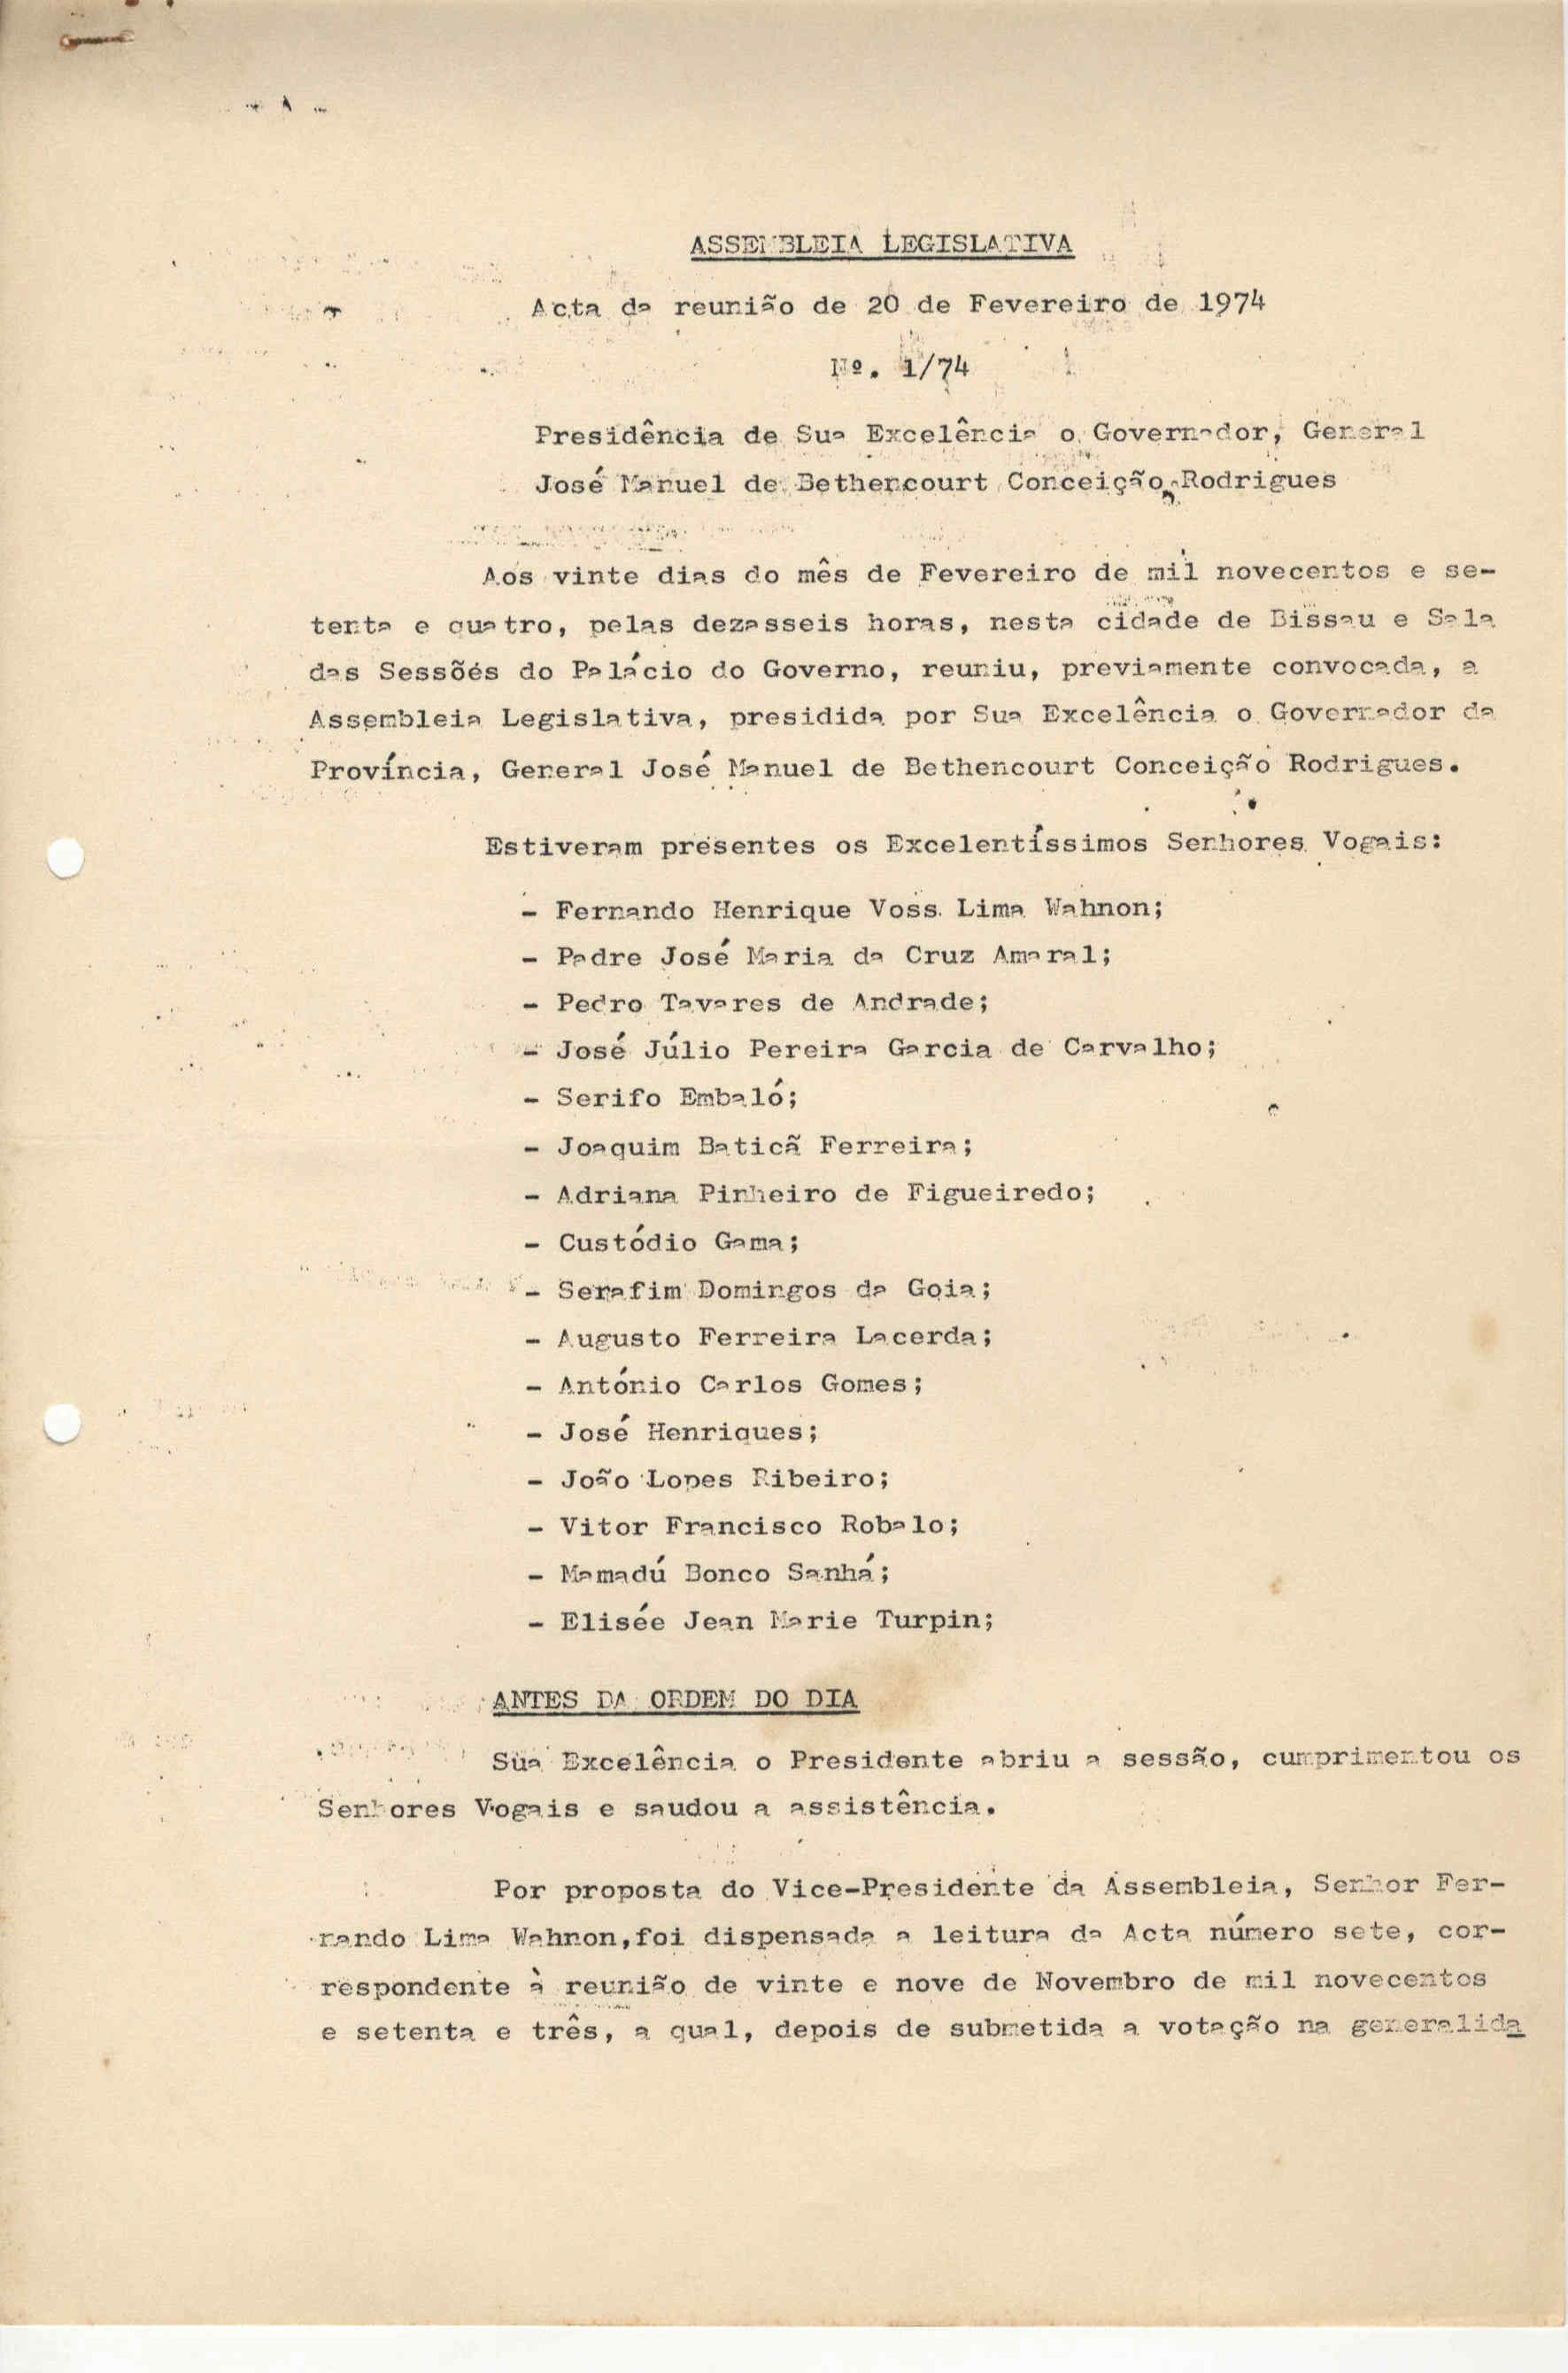 ASSEMBLEIA LEGISLATIVA
Acta da reunião de 20 de Fevereiro de 1974
Nº. 1/74
Presidência de Sua Excelência o Governador, General
José Manuel de Bethencourt Conceição Rodrigues
Aos vinte dias do mês de Fevereiro de mil novecentos e se-
tenta e quatro, pelas dezasseis horas, nesta cidade de Bissau e Sala
das Sessões do Palácio do Governo, reuniu, previamente convocada, a
Assembleia Legislativa, presidida por Sua Excelência o Governador da
Província, General José Manuel de Bethencourt Conceição Rodrigues.
Estiveram presentes os Excelentíssimos Senhores Vogais:
- Fernando Henrique Voss Lima Wahnon;
- Padre José Maria da Cruz Amaral;
- Pedro Tavares de Andrade;
- José Júlio Pereira Garcia de Carvalho;
- Serifo Embaló;
- Joaquim Baticã Ferreira;
- Adriana Pinheiro de Figueiredo;
- Custódio Gama;
- Serafim Domingos da Goia;
- Augusto Ferreira Lacerda;
- António Carlos Gomes;
- José Henriques;
- João Lopes Ribeiro;
- Vitor Francisco Robalo;
- Mamadú Bonco Sanhá;
- Elisée Jean Marie Turpin;
ANTES DA ORDEM DO DIA
Sua Excelência o Presidente abriu a sessão, cumprimentou os
Senhores Vogais e saudou a assistência.
Por proposta do Vice-Presidente da Assembleia, Senhor Fer-
nando Lima Wahnon,foi dispensada a leitura da Acta número sete, cor-
respondente à reunião de vinte e nove de Novembro de mil novecentos
e setenta e três, a qual, depois de submetida a votação na generalida